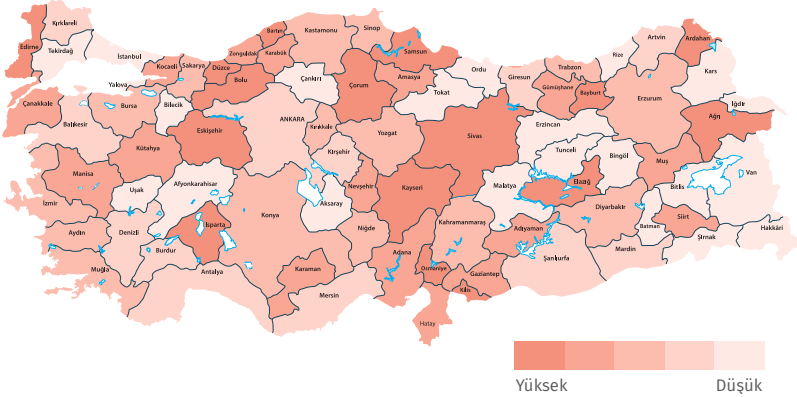 Kırklareli
Edirne
Tekirdağ
İstanbul
Kocaeli
Sakarya
Düzce
Zonguldak
Bartın
Karabük
Kastamonu
Sinop
Samsun
Ordu
Giresun
Trabzon
Rize
Artvin
Ardahan
Kars
Iğdır
Yalova
Bolu
Çankırı
Çorum
Amasya
Tokat
Gümüşhane
Bayburt
Erzurum
Ağrı
Çanakkale
Balıkesir
Bursa
Bilecik
Eskişehir
ANKARA
Kırıkkale
Yozgat
Sivas
Erzincan
Tunceli
Bingöl
Muş
Van
Kütahya
Kırşehir
Manisa
Uşak
Afyonkarahisar
Aksaray
Nevşehir
Kayseri
Malatya
Elazığ
Bitlis
İzmir
Aydın
Denizli
Isparta
Konya
Niğde
Kahramanmaraş
Adıyaman
Diyarbakır
Batman
Siirt
Şırnak
Hakkâri
Muğla
Burdur
Antalya
Karaman
Mersin
Adana
Osmaniye
Gaziantep
Kilis
Şanlıurfa
Mardin
Hatay
Yüksek Düşük